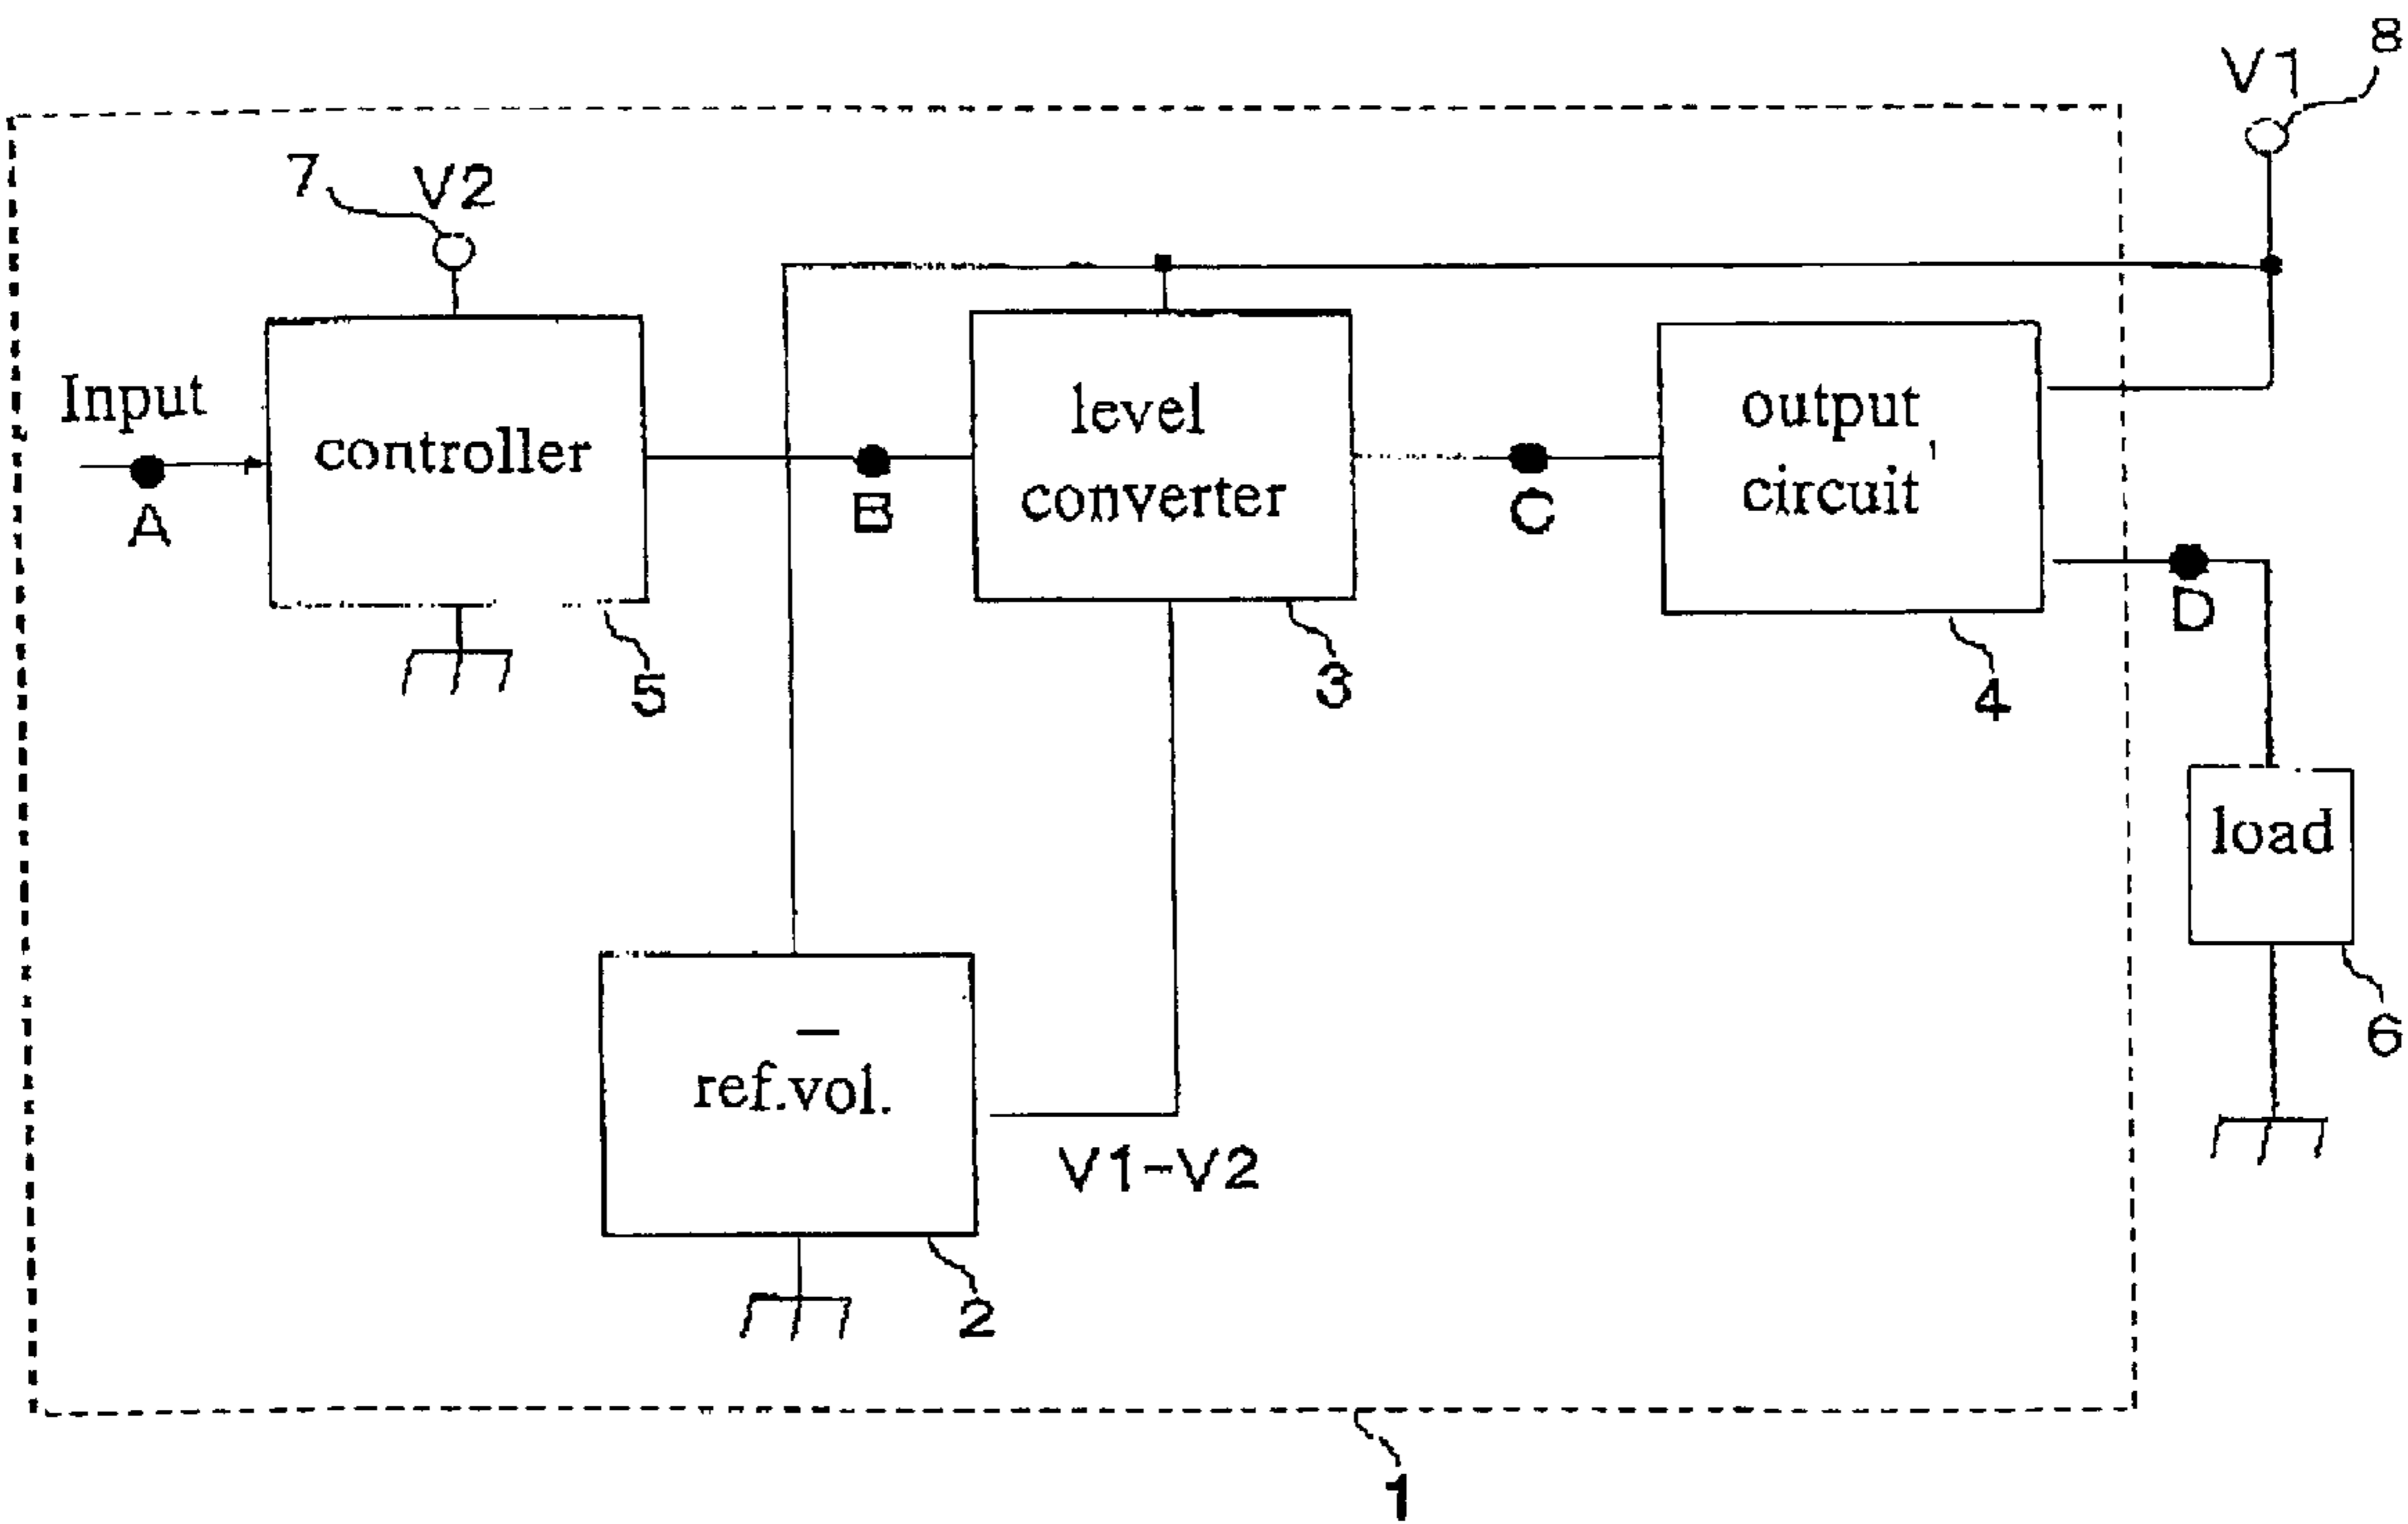 8
V1
7
V2
Input
controller
level
converter
output
circuit
A
B
C
D
5
3
4
load
6
ref.vol.
V1-V2
2
1